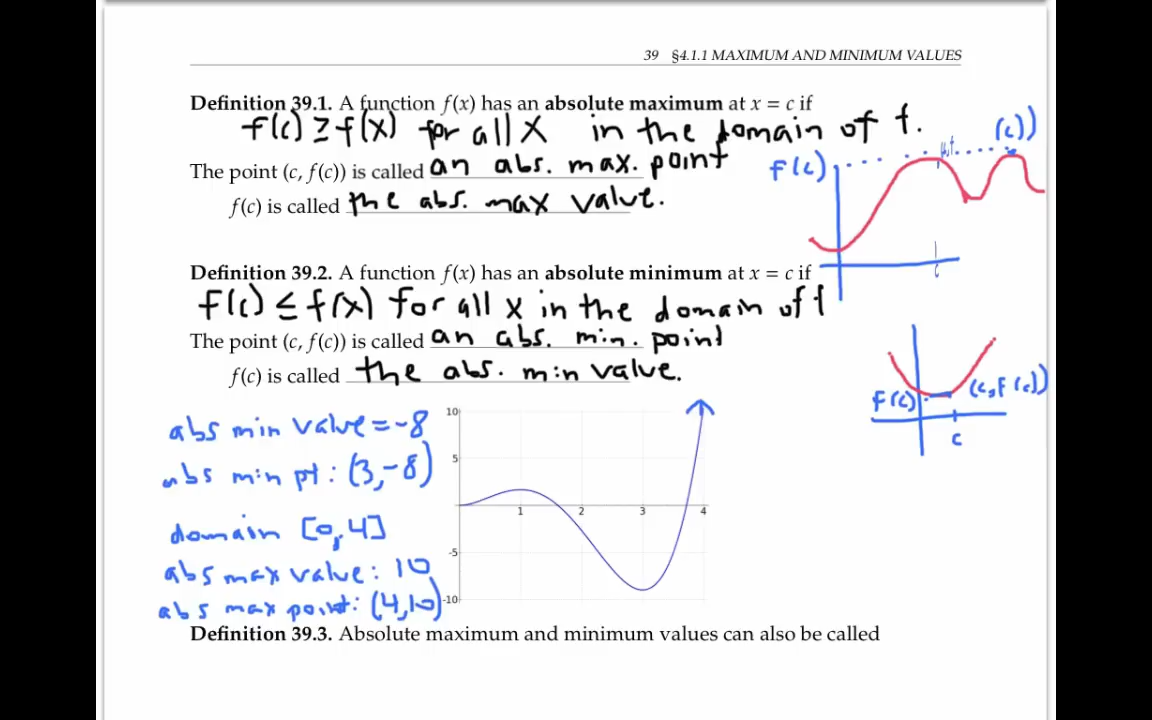 39 §4.1.1 MAXIMUM AND MINIMUM VALUES
Definition 39.1. A function f(x) has an absolute maximum at x = c if
f(c) ≥ f(x) for all x in the domain of f.
The point (c, f(c)) is called an abs. max. point
f(c) is called the abs. max value.
f(c)
(c))
c
Definition 39.2. A function f(x) has an absolute minimum at x = c if
f(c) ≤ f(x) for all x in the domain of f
The point (c, f(c)) is called an abs. min. point
f(c) is called the abs. min value.
f(c)
(c, f(c))
c
abs min value = -8
abs min pt: (3, -8)
domain [0, 4]
abs max value: 10
abs max point: (4, 10)
10
5
1 2 3 4
-5
-10
Definition 39.3. Absolute maximum and minimum values can also be called